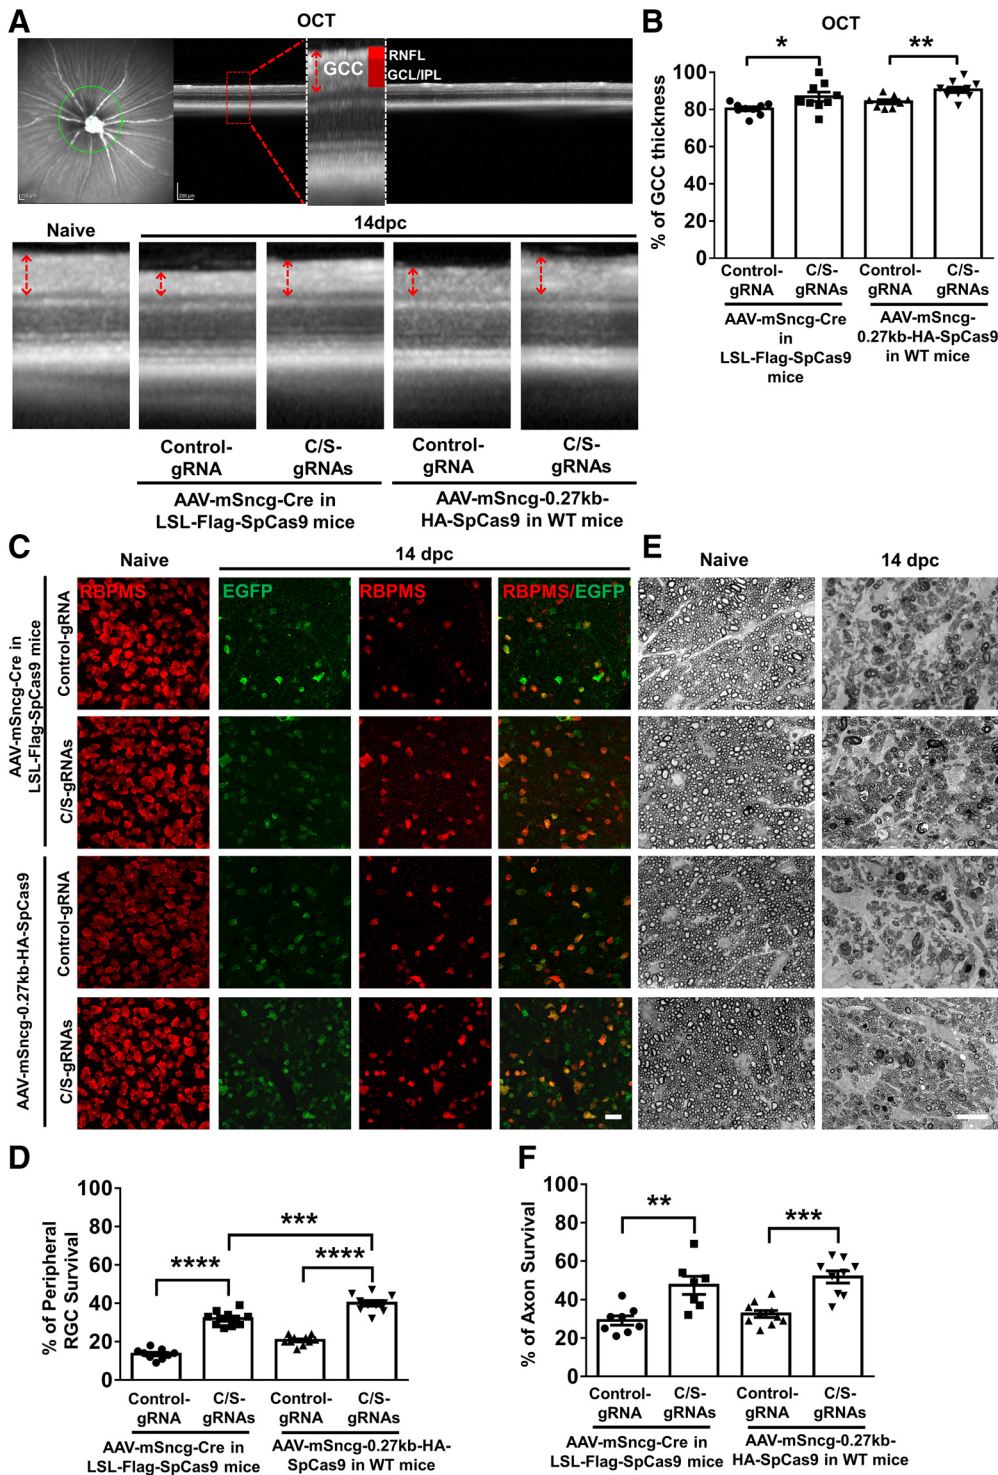 A
OCT
RNFL
GCC
GCL/IPL
200 µm
Naive
14dpc
Control-
gRNA
C/S-
gRNAs
Control-
gRNA
C/S-
gRNAs
AAV-mSncg-Cre in
LSL-Flag-SpCas9 mice
AAV-mSncg-0.27kb-
HA-SpCas9 in WT mice
B
OCT
% of GCC thickness
100
80
60
40
20
0
*
**
Control-
gRNA
C/S-
gRNAs
Control-
gRNA
C/S-
gRNAs
AAV-mSncg-Cre
in
LSL-Flag-SpCas9
mice
AAV-mSncg-
0.27kb-HA-SpCas9
in WT mice
C
Naive
14 dpc
RBPMS
EGFP
RBPMS
RBPMS/EGFP
AAV-mSncg-Cre in
LSL-Flag-SpCas9 mice
Control-gRNA
C/S-gRNAs
AAV-mSncg-0.27kb-HA-SpCas9
Control-gRNA
C/S-gRNAs
E
Naive
14 dpc
D
% of Peripheral
RGC Survival
100
80
60
40
20
0
****
***
****
Control-
gRNA
C/S-
gRNAs
Control-
gRNA
C/S-
gRNAs
AAV-mSncg-Cre in
LSL-Flag-SpCas9 mice
AAV-mSncg-0.27kb-HA-
SpCas9 in WT mice
F
% of Axon Survival
100
80
60
40
20
0
**
***
Control-
gRNA
C/S-
gRNAs
Control-
gRNA
C/S-
gRNAs
AAV-mSncg-Cre in
LSL-Flag-SpCas9 mice
AAV-mSncg-0.27kb-
HA-SpCas9 in WT mice